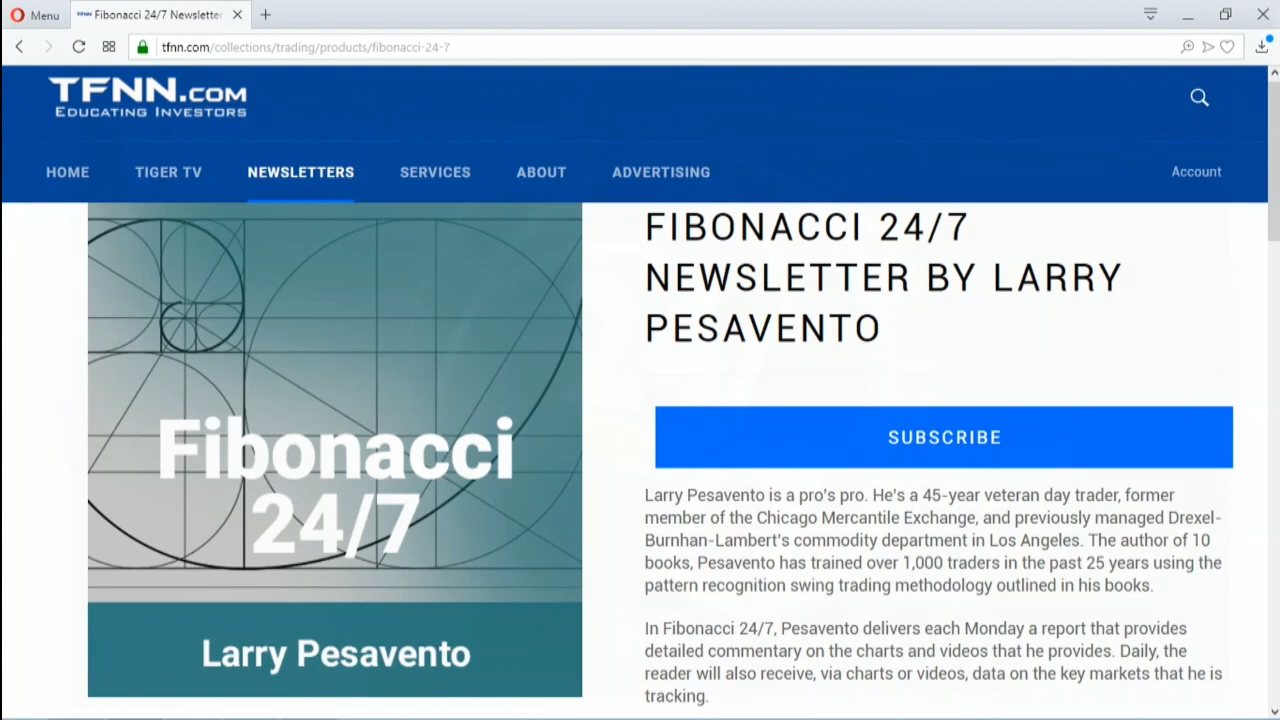 Menu
Fibonacci 24/7 Newsletter
tfnn.com/collections/trading/products/fibonacci-24-7
TFNN.COM
EDUCATING INVESTORS
HOME TIGER TV NEWSLETTERS SERVICES ABOUT ADVERTISING Account
Fibonacci
24/7
Larry Pesavento
FIBONACCI 24/7
NEWSLETTER BY LARRY
PESAVENTO
SUBSCRIBE
Larry Pesavento is a pro's pro. He's a 45-year veteran day trader, former
member of the Chicago Mercantile Exchange, and previously managed Drexel-
Burnhan-Lambert's commodity department in Los Angeles. The author of 10
books, Pesavento has trained over 1,000 traders in the past 25 years using the
pattern recognition swing trading methodology outlined in his books.
In Fibonacci 24/7, Pesavento delivers each Monday a report that provides
detailed commentary on the charts and videos that he provides. Daily, the
reader will also receive, via charts or videos, data on the key markets that he is
tracking.